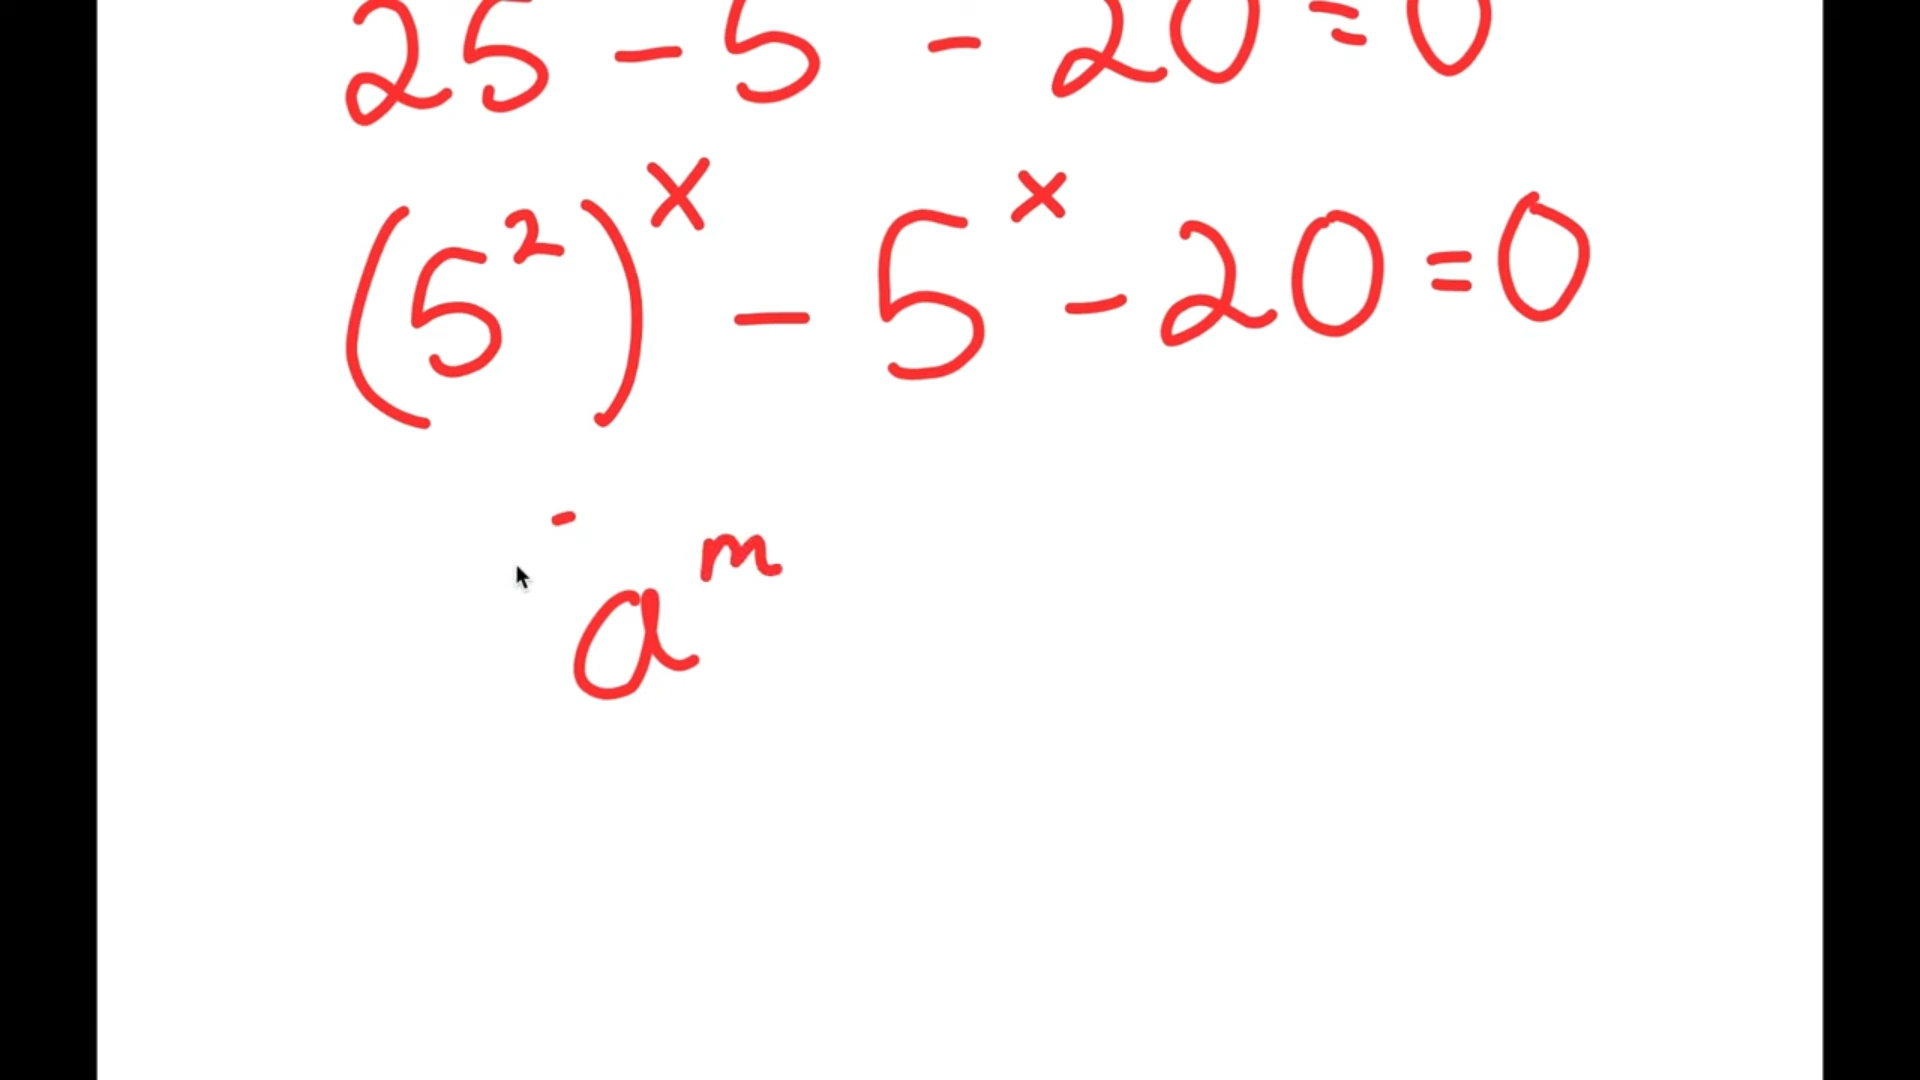 25 - 5 - 20 = 0
(5²)ˣ - 5ˣ - 20 = 0
aᵐ